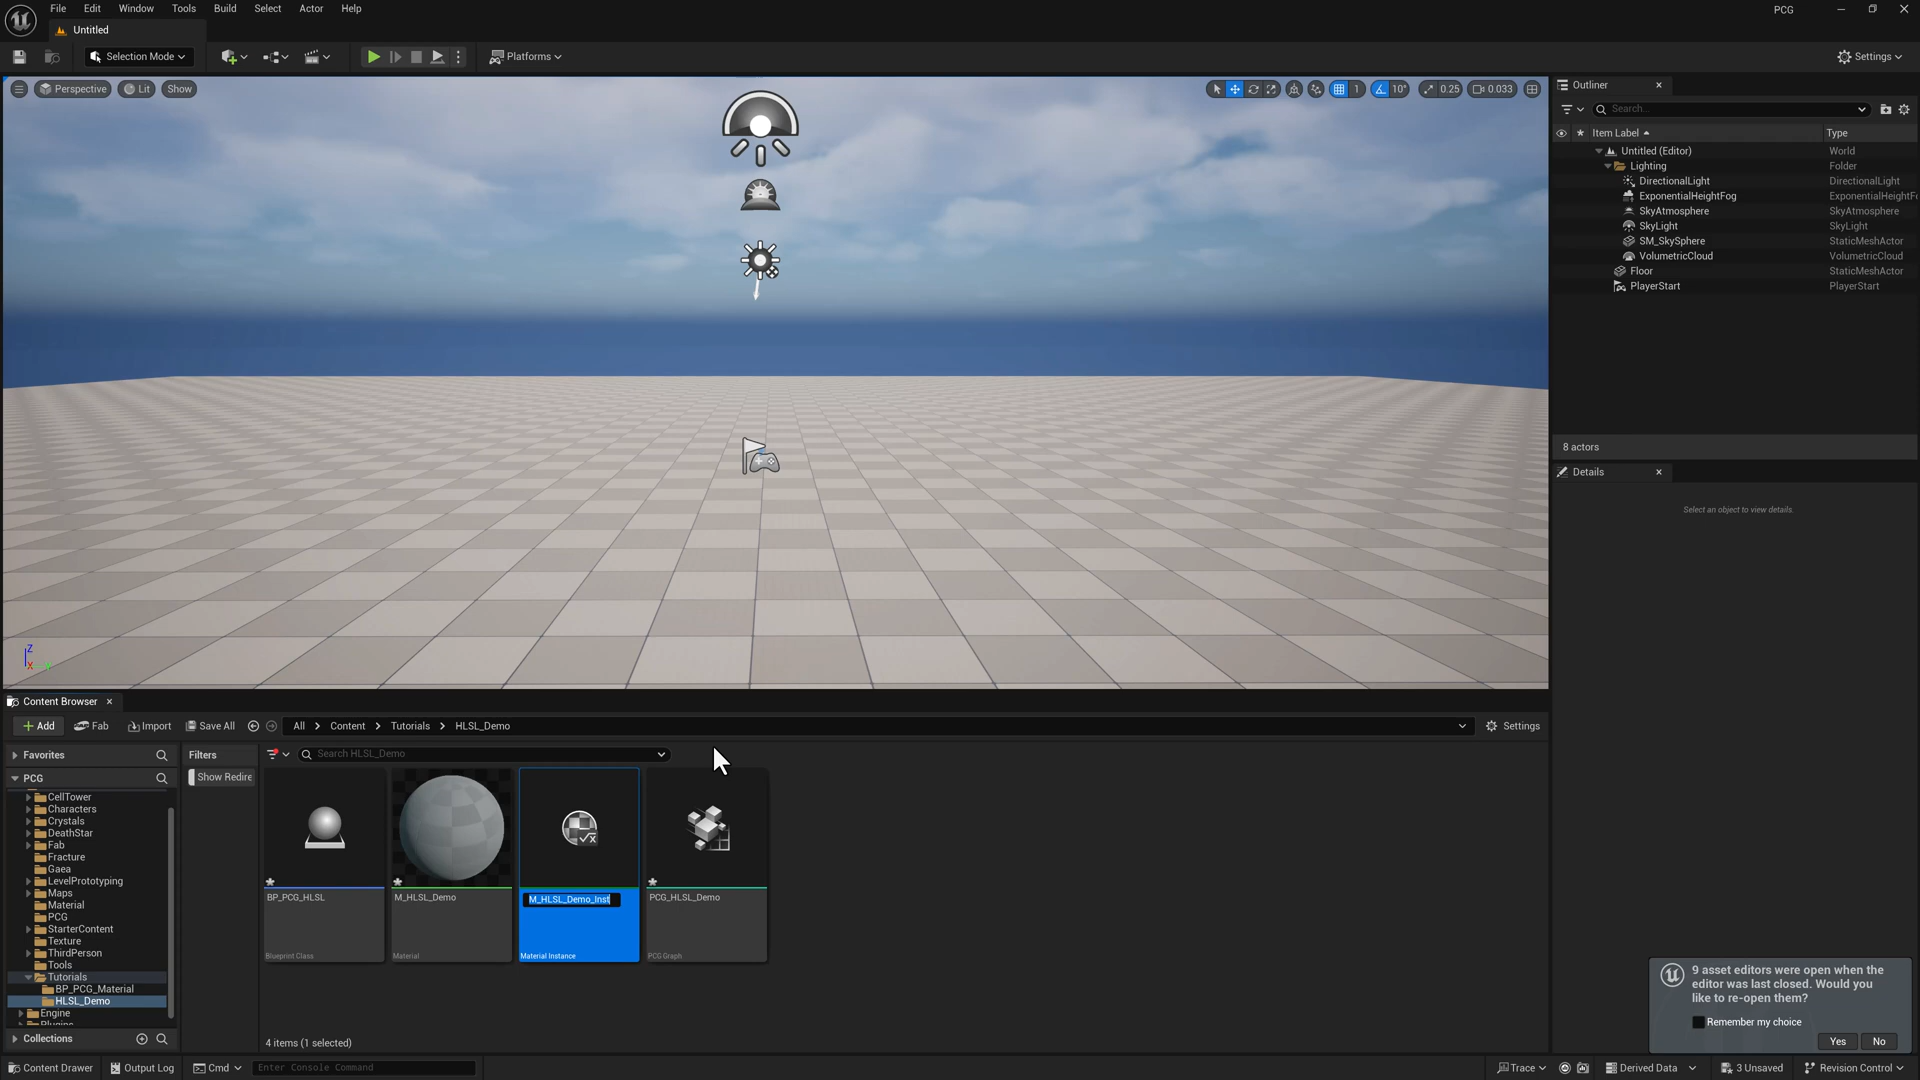 File Edit Window Tools Build Select Actor Help
PCG
Untitled
Selection Mode
Platforms
Settings
Perspective
Lit
Show
1
10°
0.25
0.033
Outliner
Search...
Item Label
Type
Untitled (Editor) World
Lighting Folder
DirectionalLight DirectionalLight
ExponentialHeightFog ExponentialHeightF
SkyAtmosphere SkyAtmosphere
SkyLight SkyLight
SM_SkySphere StaticMeshActor
VolumetricCloud VolumetricCloud
Floor StaticMeshActor
PlayerStart PlayerStart
8 actors
Details
Select an object to view details.
Z
X
Content Browser
Add
Fab
Import
Save All
All > Content > Tutorials > HLSL_Demo
Settings
Favorites
PCG
CellTower
Characters
Crystals
DeathStar
Fab
Fracture
Gaea
LevelPrototyping
Maps
Material
PCG
StarterContent
Texture
ThirdPerson
Tools
Tutorials
BP_PCG_Material
HLSL_Demo
Engine
Plugins
Collections
Filters
Show Redire
Search HLSL_Demo
BP_PCG_HLSL
Blueprint Class
M_HLSL_Demo
Material
M_HLSL_Demo_Inst
Material Instance
PCG_HLSL_Demo
PCG Graph
4 items (1 selected)
9 asset editors were open when the
editor was last closed. Would you
like to re-open them?
Remember my choice
Yes
No
Content Drawer
Output Log
Cmd
Enter Console Command
Trace
Derived Data
3 Unsaved
Revision Control